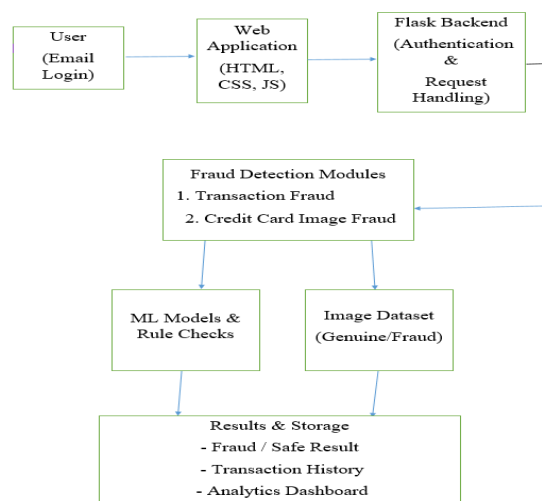 User
(Email
Login)
Web
Application
(HTML,
CSS, JS)
Flask Backend
(Authentication
&
Request
Handling)
Fraud Detection Modules
1. Transaction Fraud
2. Credit Card Image Fraud
ML Models &
Rule Checks
Image Dataset
(Genuine/Fraud)
Results & Storage
- Fraud / Safe Result
- Transaction History
- Analytics Dashboard